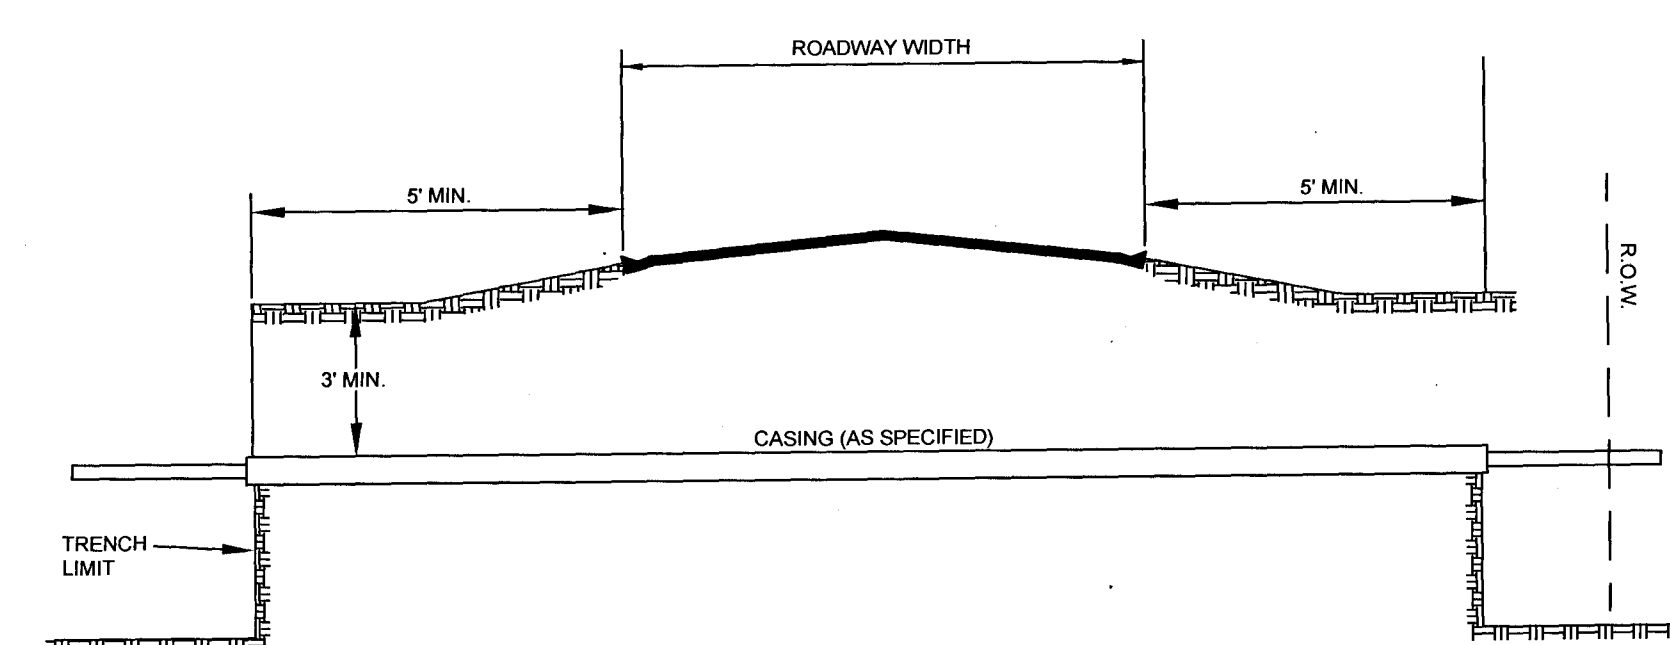 ROADWAY WIDTH
5' MIN.
5' MIN.
R.O.W.
3' MIN.
CASING (AS SPECIFIED)
TRENCH
LIMIT